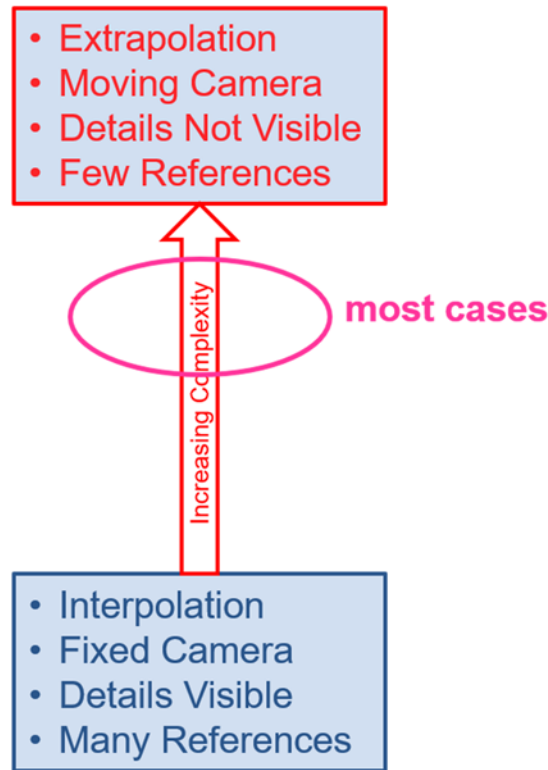 • Extrapolation
• Moving Camera
• Details Not Visible
• Few References
most cases
Increasing Complexity
• Interpolation
• Fixed Camera
• Details Visible
• Many References